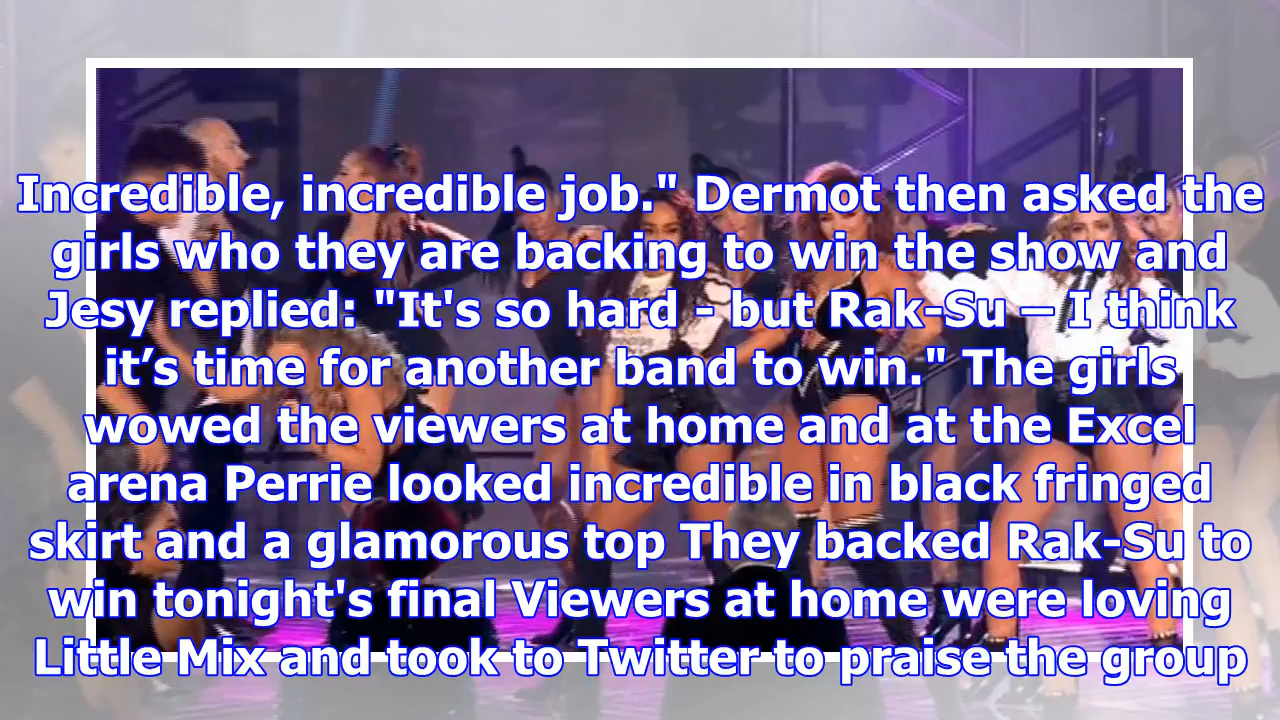 Incredible, incredible job." Dermot then asked the
girls who they are backing to win the show and
Jesy replied: "It's so hard - but Rak-Su – I think
it’s time for another band to win." The girls
wowed the viewers at home and at the Excel
arena Perrie looked incredible in black fringed
skirt and a glamorous top They backed Rak-Su to
win tonight's final Viewers at home were loving
Little Mix and took to Twitter to praise the group